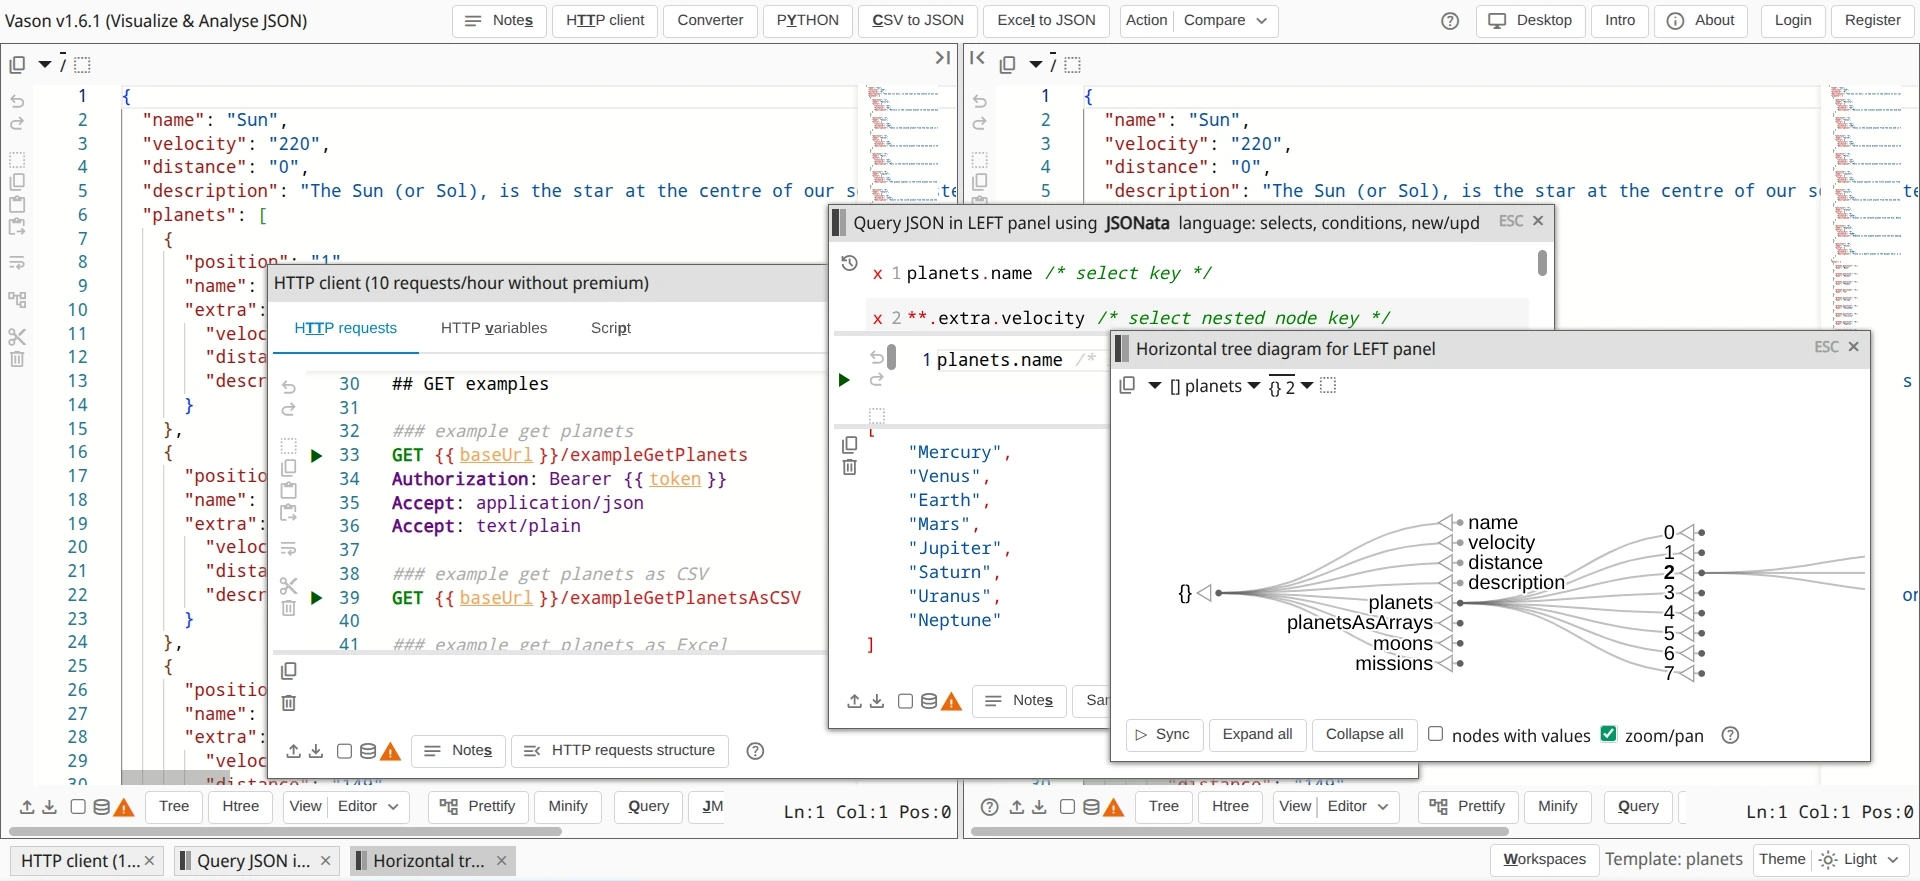 Vason v1.6.1 (Visualize & Analyse JSON)
Notes
HTTP client
Converter
PYTHON
CSV to JSON
Excel to JSON
Action
Compare
Desktop
Intro
About
Login
Register
/
1 {
2 "name": "Sun",
3 "velocity": "220",
4 "distance": "0",
5 "description": "The Sun (or Sol), is the star at the centre of our s
6 "planets": [
7 {
8 "position": "1"
9 "name":
10 "extra":
11 "veloc
12 "dista
13 "descr
14 }
15 },
16 {
17 "positio
18 "name":
19 "extra":
20 "veloc
21 "dista
22 "descr
23 }
24 },
25 {
26 "positio
27 "name":
28 "extra":
29 "veloc
30 "distance": "149"
Tree
Htree
View
Editor
Prettify
Minify
Query
JM
Ln:1 Col:1 Pos:0
/
1 {
2 "name": "Sun",
3 "velocity": "220",
4 "distance": "0",
5 "description": "The Sun (or Sol), is the star at the centre of our s
s
or
30 "distance": "149"
Tree
Htree
View
Editor
Prettify
Minify
Query
Ln:1 Col:1 Pos:0
HTTP client (10 requests/hour without premium)
HTTP requests
HTTP variables
Script
30 ## GET examples
31
32 ### example get planets
33 GET {{ baseUrl }}/exampleGetPlanets
34 Authorization: Bearer {{ token }}
35 Accept: application/json
36 Accept: text/plain
37
38 ### example get planets as CSV
39 GET {{ baseUrl }}/exampleGetPlanetsAsCSV
40
41 ### example get planets as Excel
Notes
HTTP requests structure
Query JSON in LEFT panel using JSONata language: selects, conditions, new/upd
ESC ×
x 1 planets.name /* select key */
x 2 **.extra.velocity /* select nested node key */
1 planets.name /*
[
"Mercury",
"Venus",
"Earth",
"Mars",
"Jupiter",
"Saturn",
"Uranus",
"Neptune"
]
Notes
Sar
Horizontal tree diagram for LEFT panel
ESC ×
[] planets
{} 2
{}
name
velocity
distance
description
planets
planetsAsArrays
moons
missions
0
1
2
3
4
5
6
7
Sync
Expand all
Collapse all
nodes with values
zoom/pan
HTTP client (1... ×
Query JSON i... ×
Horizontal tr... ×
Workspaces
Template: planets
Theme
Light